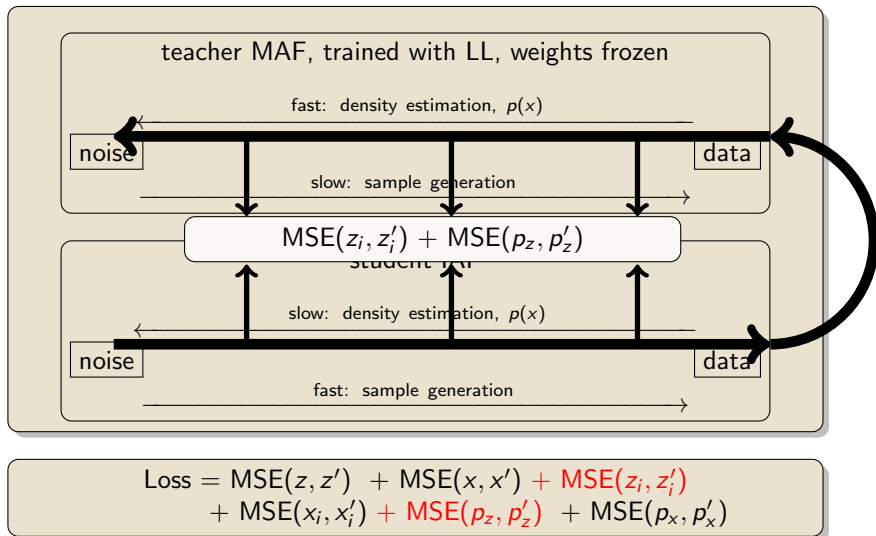 teacher MAF, trained with LL, weights frozen
fast: density estimation, p(x)
noise
data
slow: sample generation
MSE(z_i, z_i′) + MSE(p_z, p_z′)
student
slow: density estimation, p(x)
noise
data
fast: sample generation
Loss = MSE(z, z′) + MSE(x, x′) + MSE(z_i, z_i′)
+ MSE(x_i, x_i′) + MSE(p_z, p_z′) + MSE(p_x, p_x′)